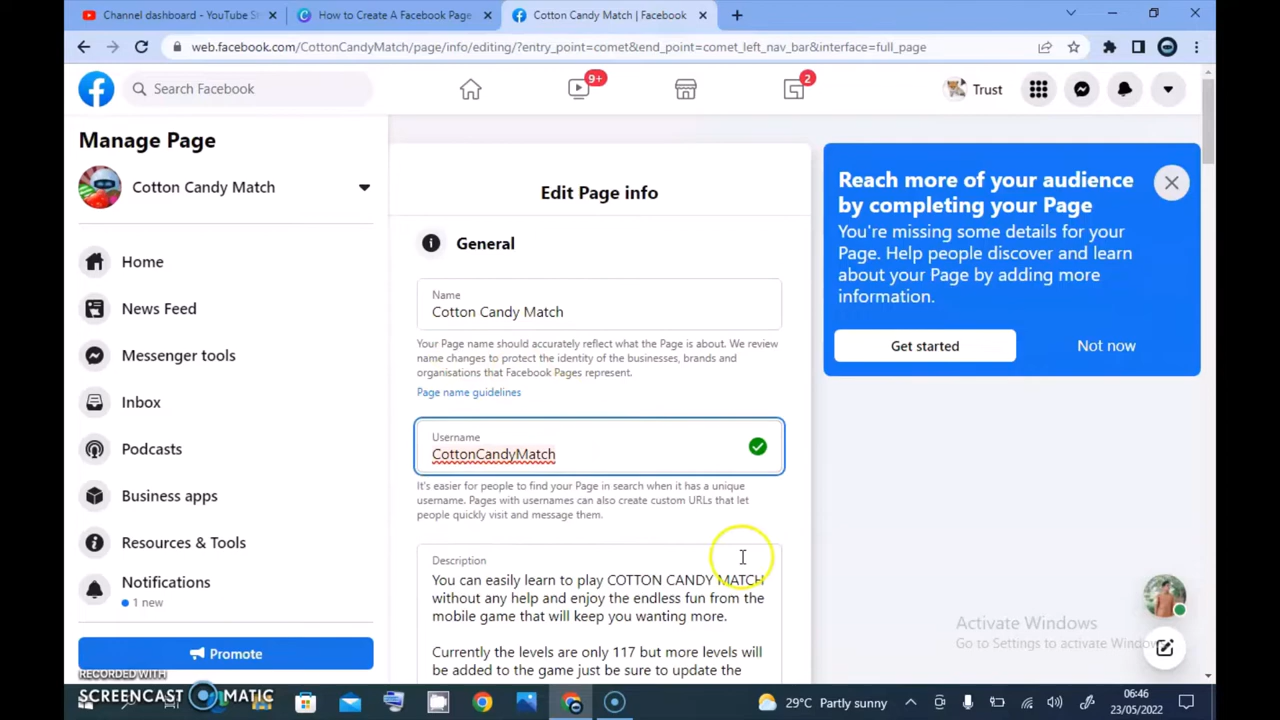 Channel dashboard - YouTube St
How to Create A Facebook Page
Cotton Candy Match | Facebook
web.facebook.com/CottonCandyMatch/page/info/editing/?entry_point=comet&end_point=comet_left_nav_bar&interface=full_page
Search Facebook
9+
2
Trust
Manage Page
Cotton Candy Match
Home
News Feed
Messenger tools
Inbox
Podcasts
Business apps
Resources & Tools
Notifications
1 new
Promote
Edit Page info
General
Name
Cotton Candy Match
Your Page name should accurately reflect what the Page is about. We review
name changes to protect the identity of the businesses, brands and
organisations that Facebook Pages represent.
Page name guidelines
Username
CottonCandyMatch
It's easier for people to find your Page in search when it has a unique
username. Pages with usernames can also create custom URLs that let
people quickly visit and message them.
Description
You can easily learn to play COTTON CANDY MATCH
without any help and enjoy the endless fun from the
mobile game that will keep you wanting more.
Currently the levels are only 117 but more levels will
be added to the game just be sure to update the
Reach more of your audience
by completing your Page
You're missing some details for your
Page. Help people discover and learn
about your Page by adding more
information.
Get started
Not now
Activate Windows
Go to Settings to activate Windows
RECORDED WITH
SCREENCAST MATIC
29°C Partly sunny
06:46
23/05/2022